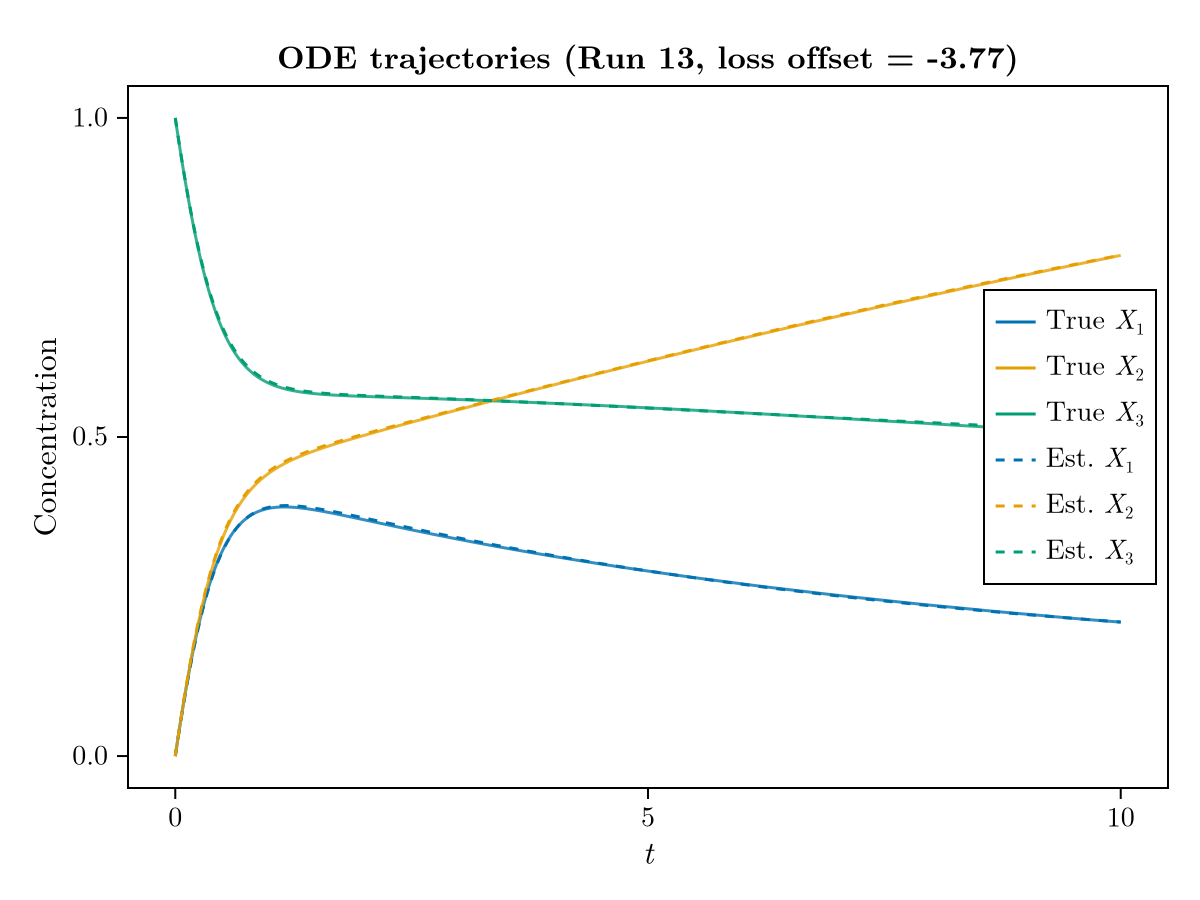 ODE trajectories (Run 13, loss offset = -3.77)
Concentration
1.0
0.5
0.0
True X₁
True X₂
True X₃
Est. X₁
Est. X₂
Est. X₃
0 5 10
t